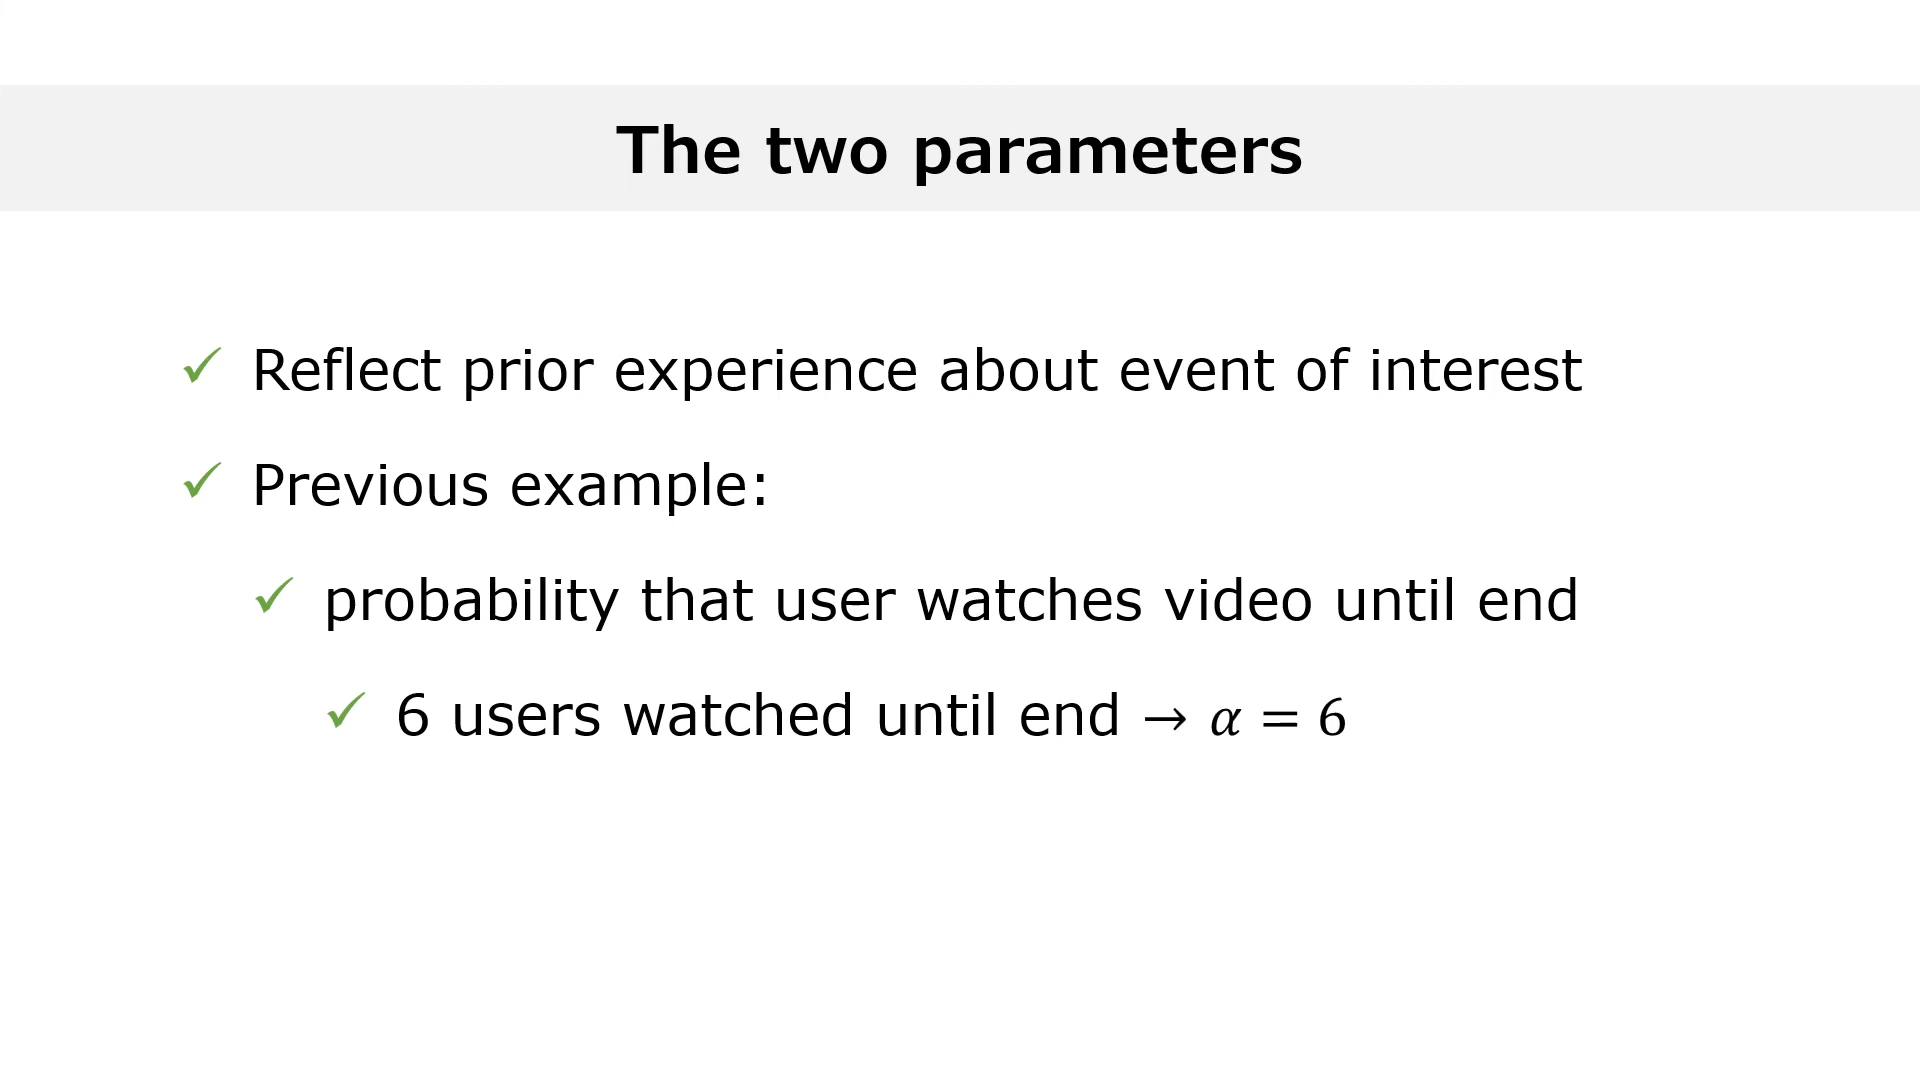 The two parameters
✓ Reflect prior experience about event of interest
✓ Previous example:
✓ probability that user watches video until end
✓ 6 users watched until end → 𝛼 = 6